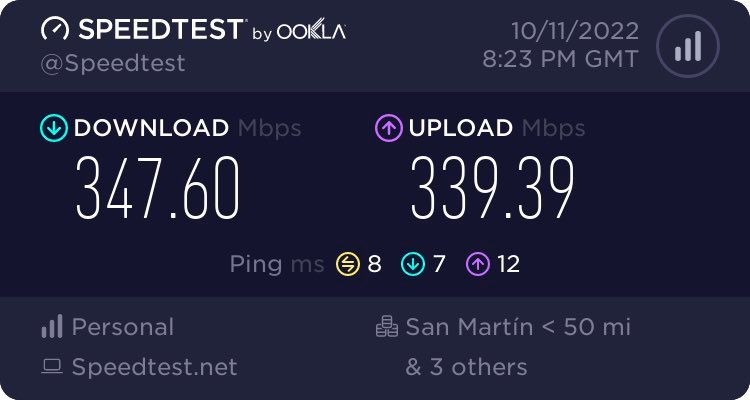 SPEEDTEST® by OOKLA®
@Speedtest
10/11/2022
8:23 PM GMT
DOWNLOAD Mbps
347.60
UPLOAD Mbps
339.39
Ping ms 8 7 12
Personal
Speedtest.net
San Martín < 50 mi
& 3 others